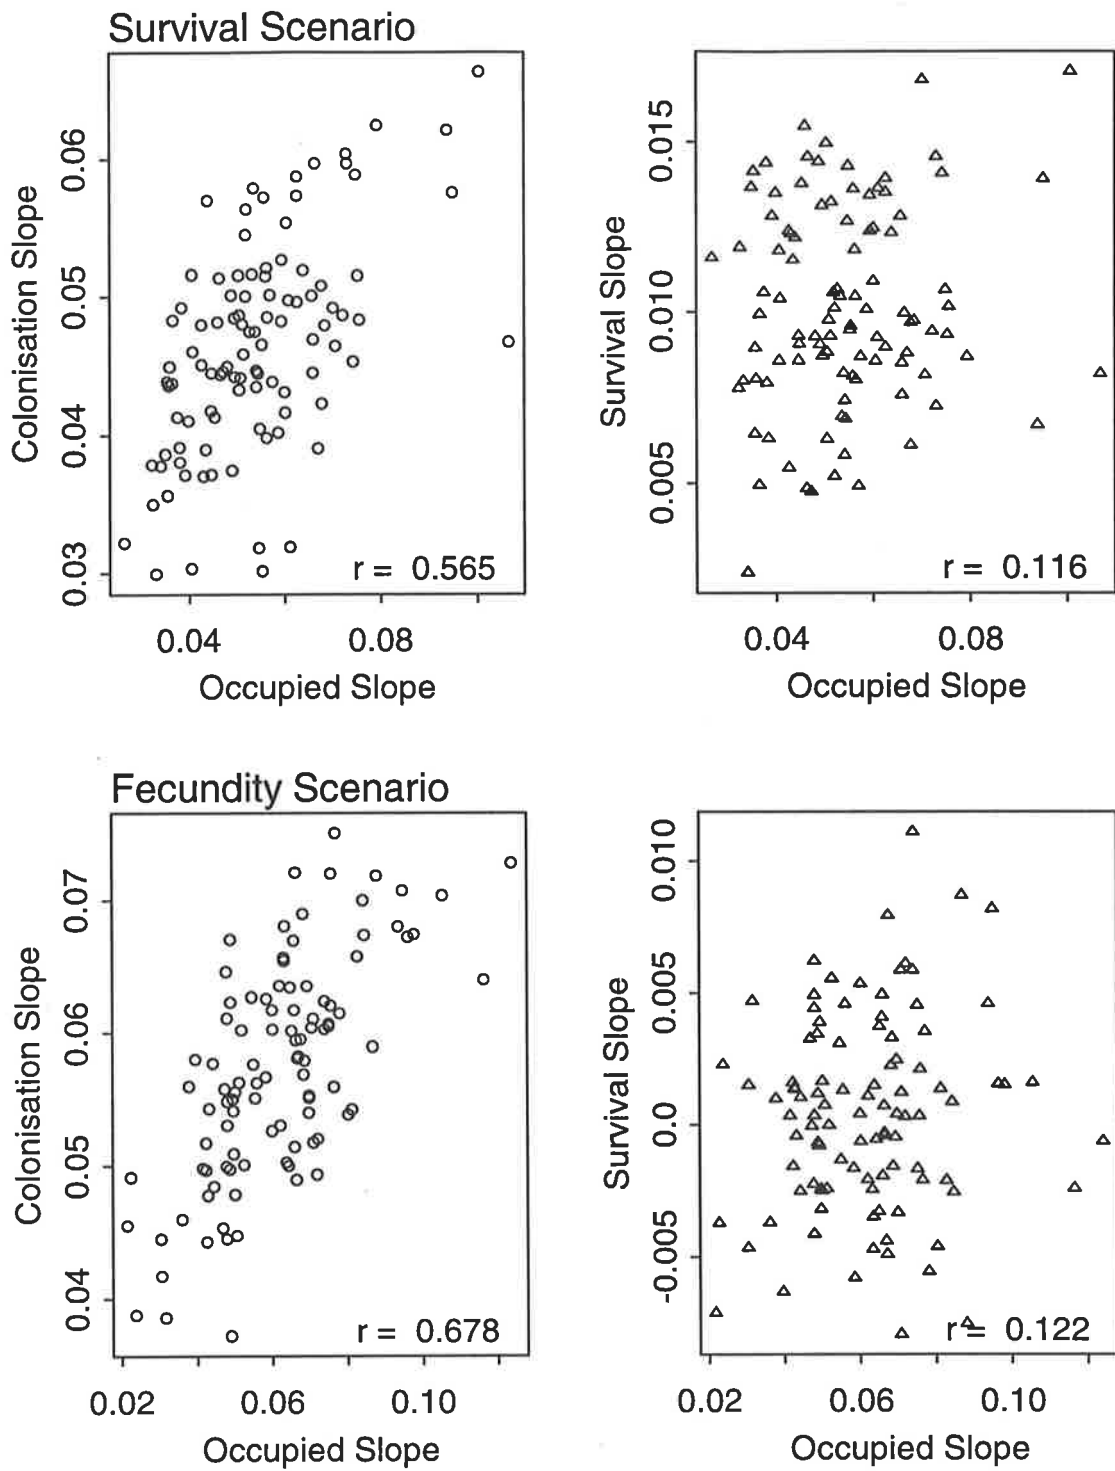 Survival Scenario
Colonisation Slope
0.03 0.04 0.05 0.06
r = 0.565
0.04 0.08
Occupied Slope
Survival Slope
0.005 0.010 0.015
r = 0.116
0.04 0.08
Occupied Slope
Fecundity Scenario
Colonisation Slope
0.04 0.05 0.06 0.07
r = 0.678
0.02 0.06 0.10
Occupied Slope
Survival Slope
-0.005 0.0 0.005 0.010
r = 0.122
0.02 0.06 0.10
Occupied Slope